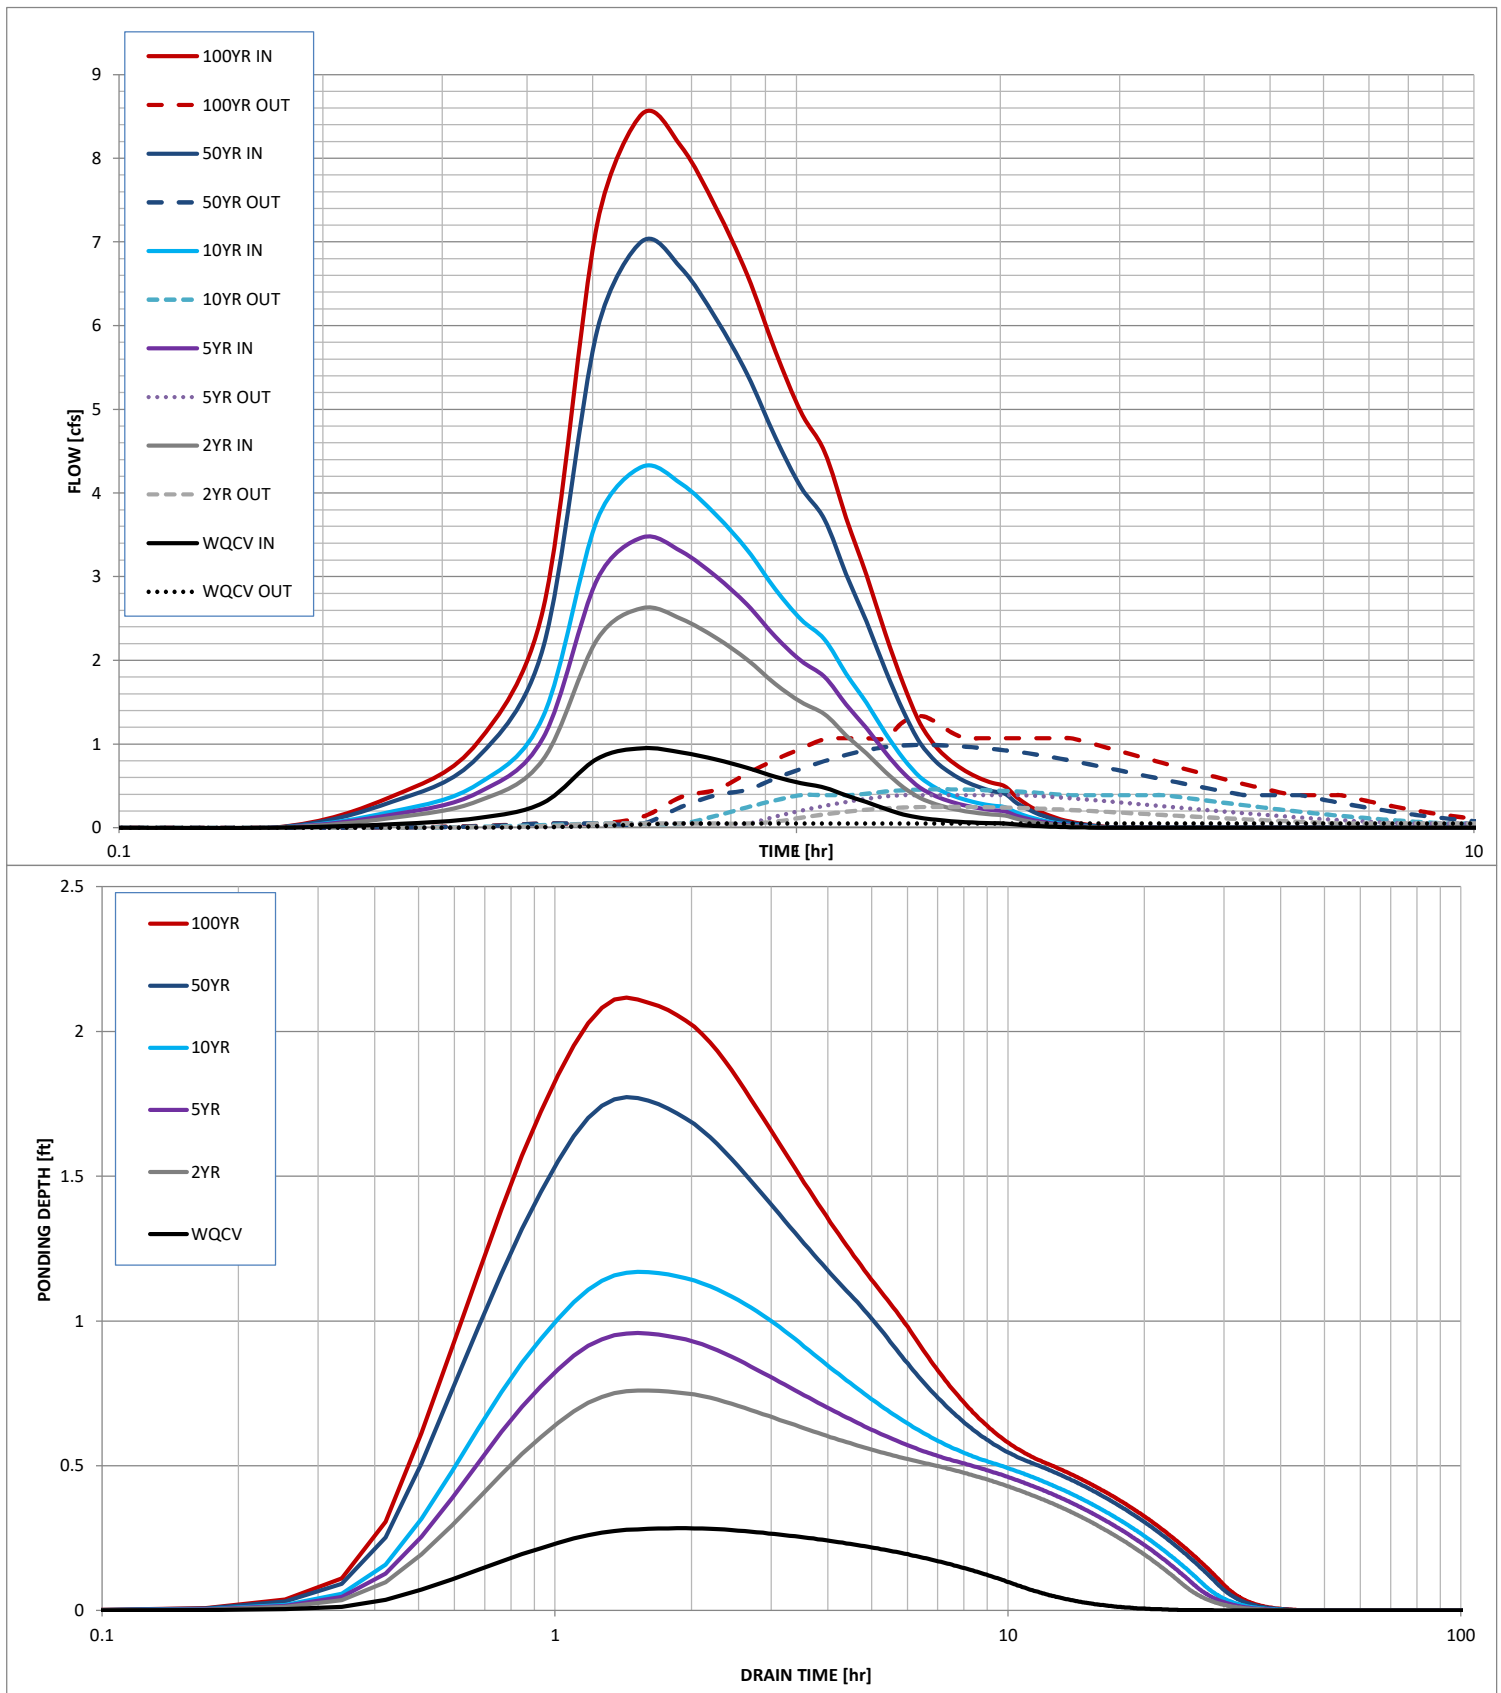 100YR IN
100YR OUT
50YR IN
50YR OUT
10YR IN
10YR OUT
5YR IN
5YR OUT
2YR IN
2YR OUT
WQCV IN
WQCV OUT
9
8
7
6
5
4
3
2
1
0
FLOW [cfs]
0.1
1
10
TIME [hr]
100YR
50YR
10YR
5YR
2YR
WQCV
2.5
2
1.5
1
0.5
0
PONDING DEPTH [ft]
0.1
1
10
100
DRAIN TIME [hr]